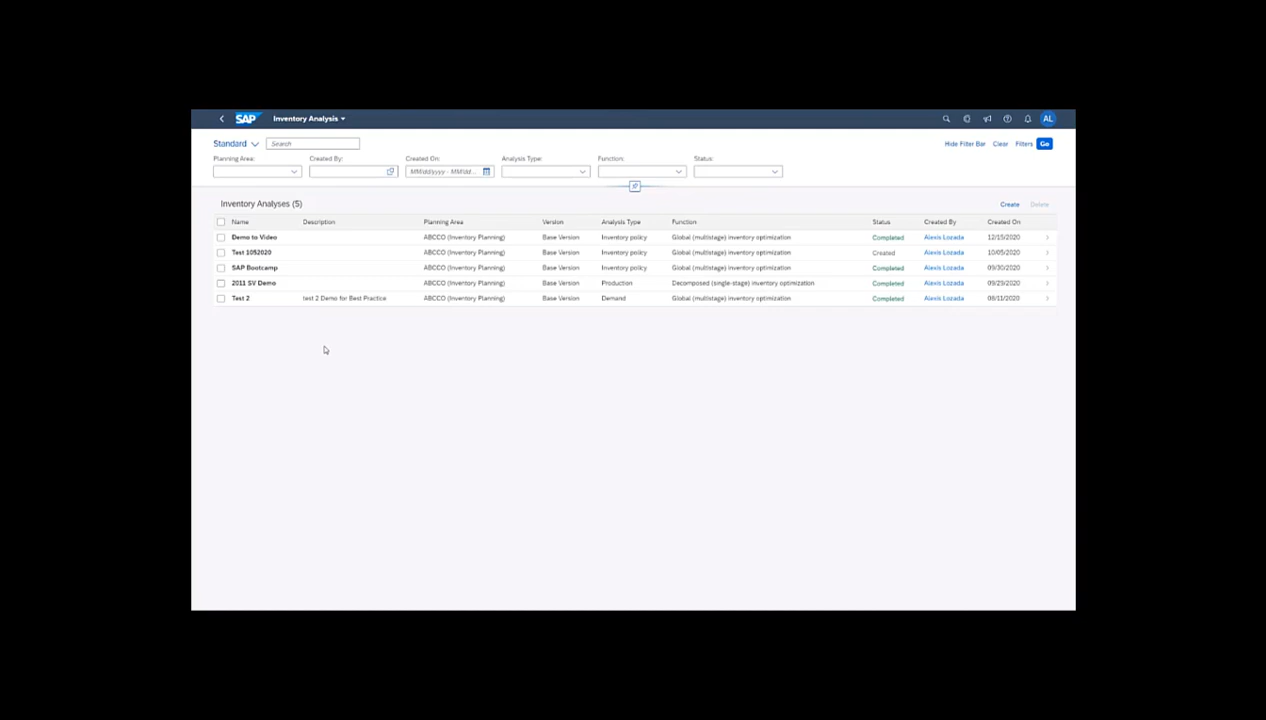 SAP Inventory Analysis AL
Standard Search Hide Filter Bar Clear Filters Go
Planning Area: Created By: Created On: Analysis Type: Function: Status:
MM/dd/yyyy - MM/dd...
Inventory Analyses (5) Create Delete
Name Description Planning Area Version Analysis Type Function Status Created By Created On
Demo to Video ABCCO (Inventory Planning) Base Version Inventory policy Global (multistage) inventory optimization Completed Alexis Lozada 12/15/2020
Test 1052020 ABCCO (Inventory Planning) Base Version Inventory policy Global (multistage) inventory optimization Created Alexis Lozada 10/05/2020
SAP Bootcamp ABCCO (Inventory Planning) Base Version Inventory policy Global (multistage) inventory optimization Completed Alexis Lozada 09/30/2020
2011 SV Demo ABCCO (Inventory Planning) Base Version Production Decomposed (single-stage) inventory optimization Completed Alexis Lozada 09/29/2020
Test 2 test 2 Demo for Best Practice ABCCO (Inventory Planning) Base Version Demand Global (multistage) inventory optimization Completed Alexis Lozada 08/11/2020